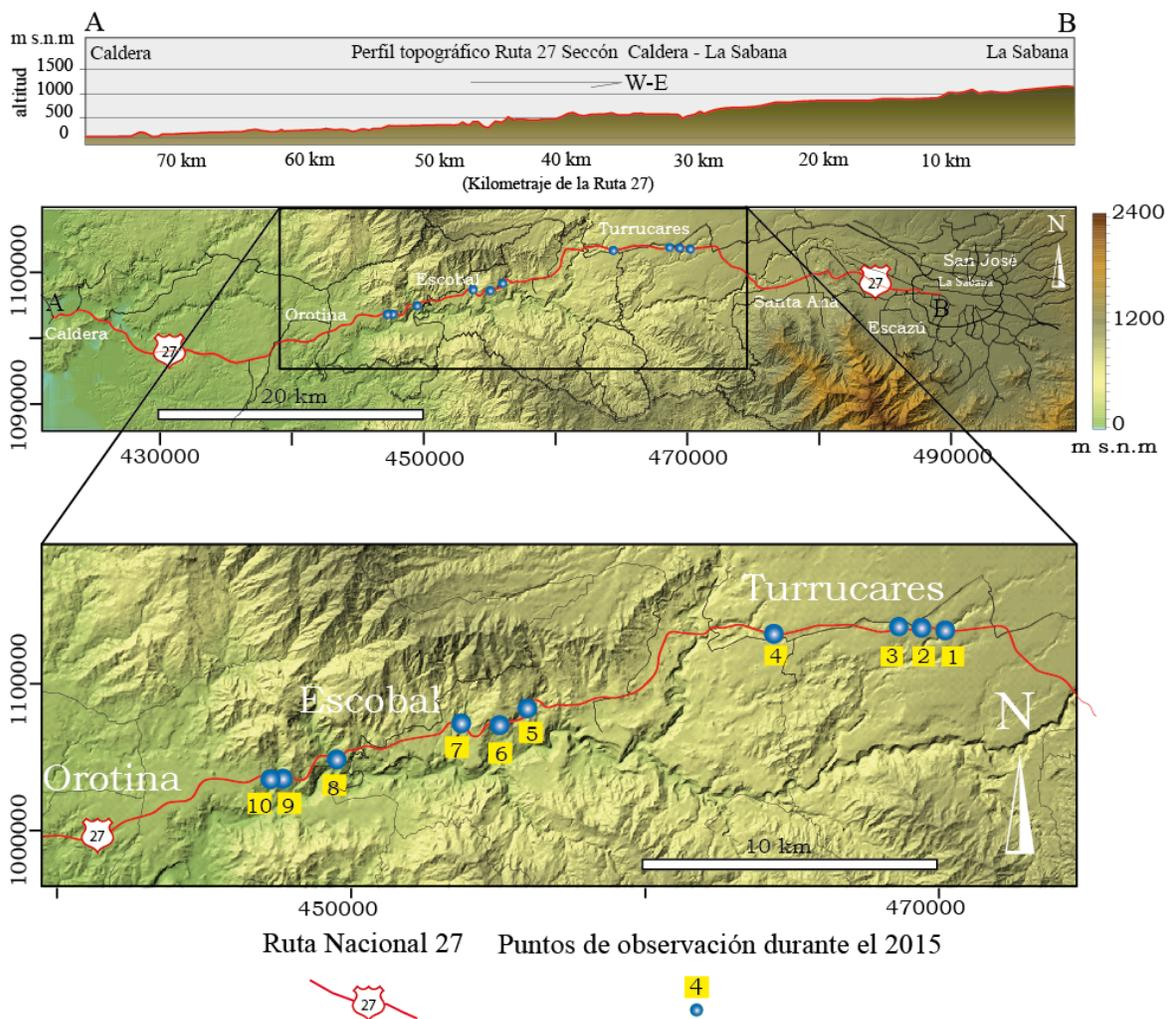 A B
m s.n.m
Caldera Perfil topográfico Ruta 27 Seccón Caldera - La Sabana La Sabana
altitud
1500
1000
500
0
W-E
70 km 60 km 50 km 40 km 30 km 20 km 10 km
(Kilometraje de la Ruta 27)
1100000
1090000
A
Caldera
27
Orotina
Escobal
Turrucares
20 km
Santa Ana
27
San José
La Sabana
B
Escazú
N
2400
1200
0
m s.n.m
430000 450000 470000 490000
1100000
1000000
Turrucares
4 3 2 1
Escobal
N
5
7 6
8
Orotina
10 9
27
10 km
450000 470000
Ruta Nacional 27 Puntos de observación durante el 2015
27
4